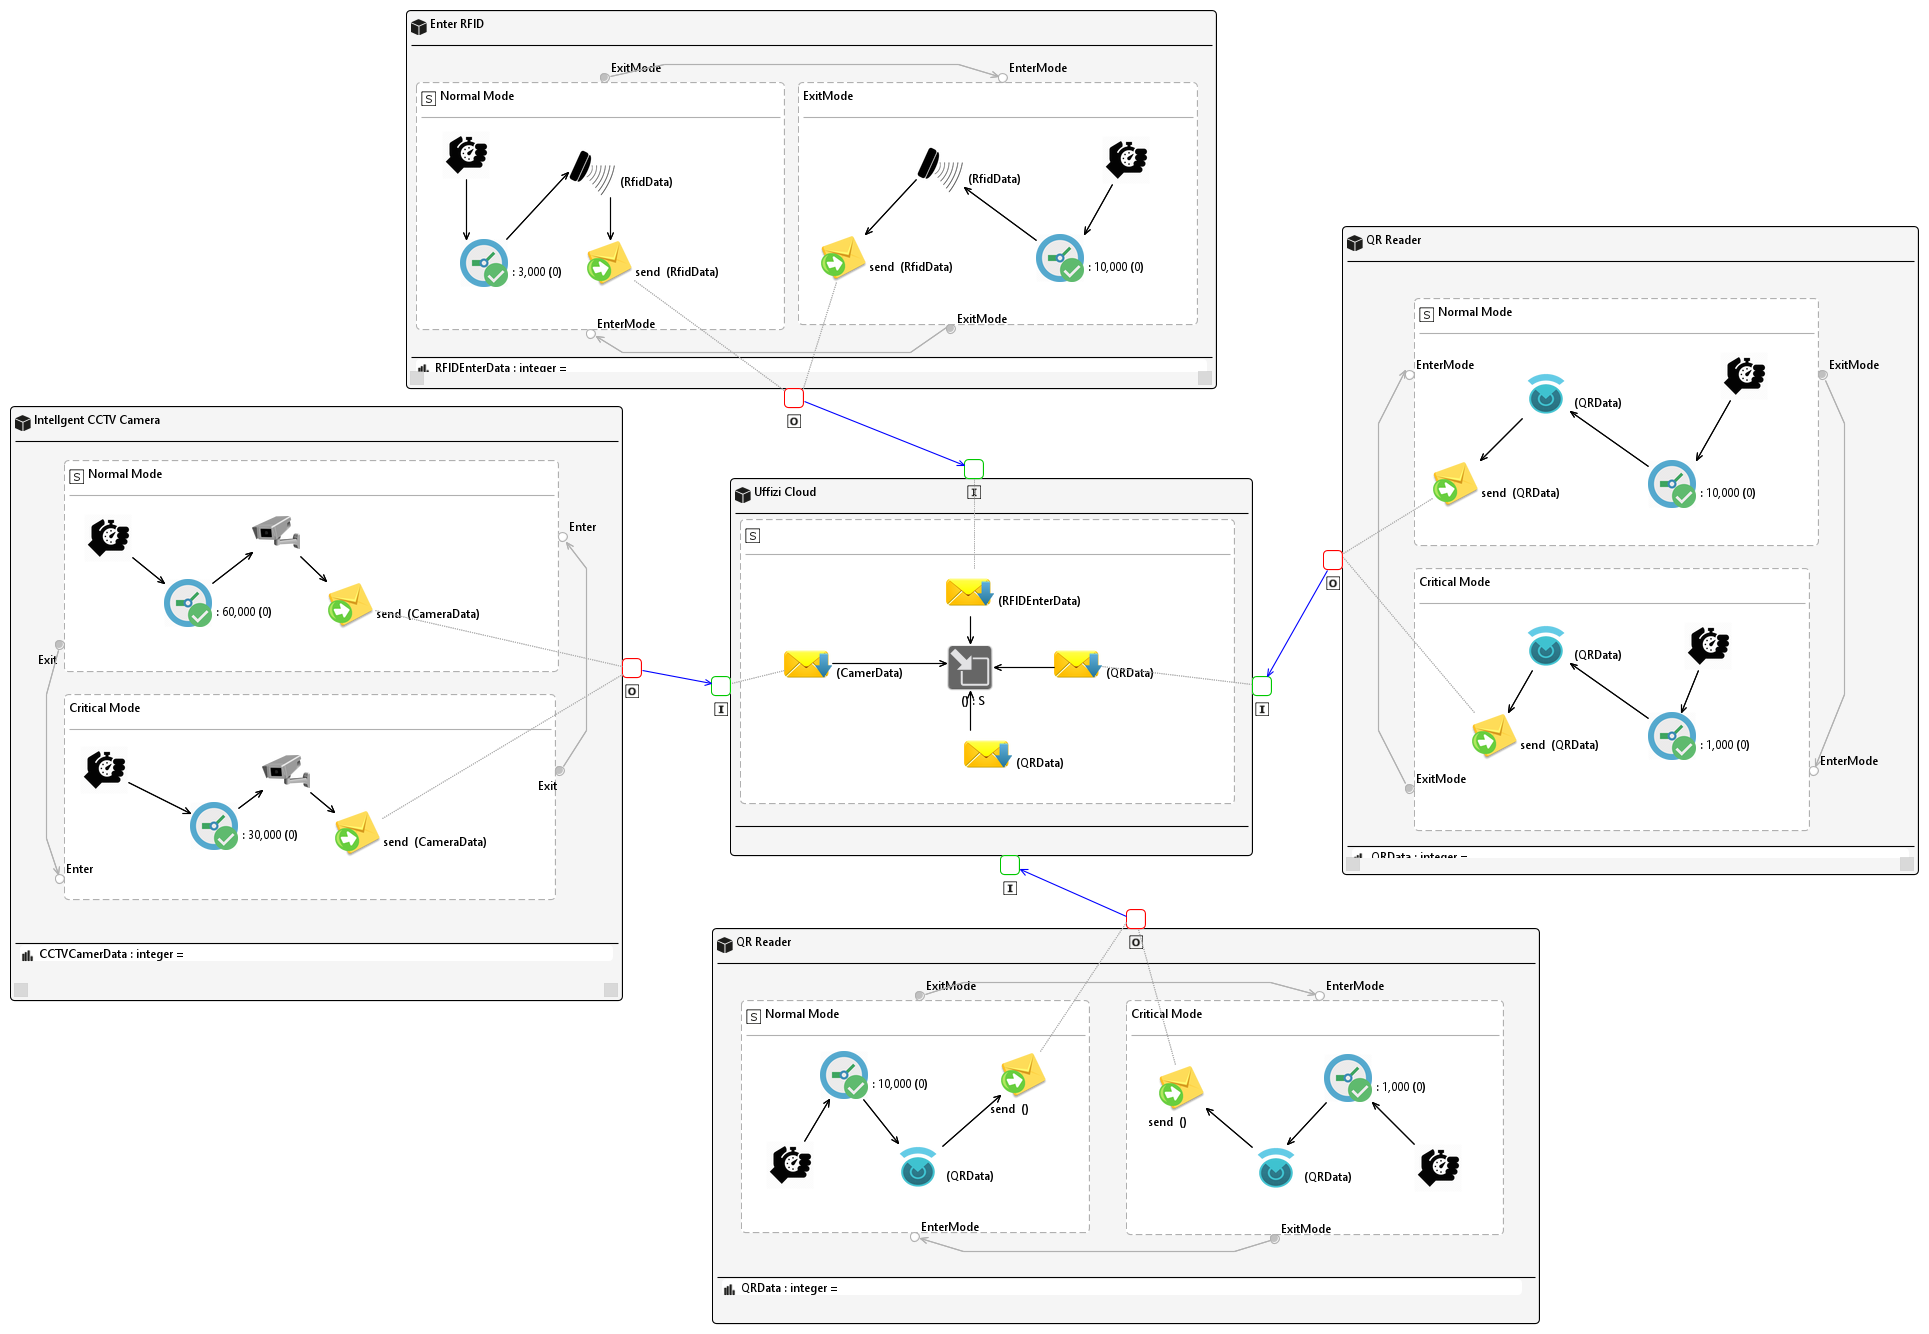 Enter RFID
ExitMode
EnterMode
S Normal Mode
(RfidData)
: 3,000 (0)
send (RfidData)
EnterMode
ExitMode
(RfidData)
send (RfidData)
: 10,000 (0)
ExitMode
RFIDEnterData : integer =
O
Intellgent CCTV Camera
S Normal Mode
: 60,000 (0)
send (CameraData)
Enter
Exit
Critical Mode
: 30,000 (0)
send (CameraData)
Exit
Enter
CCTVCamerData : integer =
O
I
I
Uffizi Cloud
S
(RFIDEnterData)
(CamerData)
(QRData)
() : S
(QRData)
I
I
QR Reader
S Normal Mode
EnterMode
ExitMode
(QRData)
send (QRData)
: 10,000 (0)
Critical Mode
(QRData)
send (QRData)
: 1,000 (0)
EnterMode
ExitMode
QRData : integer =
O
O
QR Reader
ExitMode
EnterMode
S Normal Mode
: 10,000 (0)
send ()
(QRData)
EnterMode
Critical Mode
: 1,000 (0)
send ()
(QRData)
ExitMode
QRData : integer =